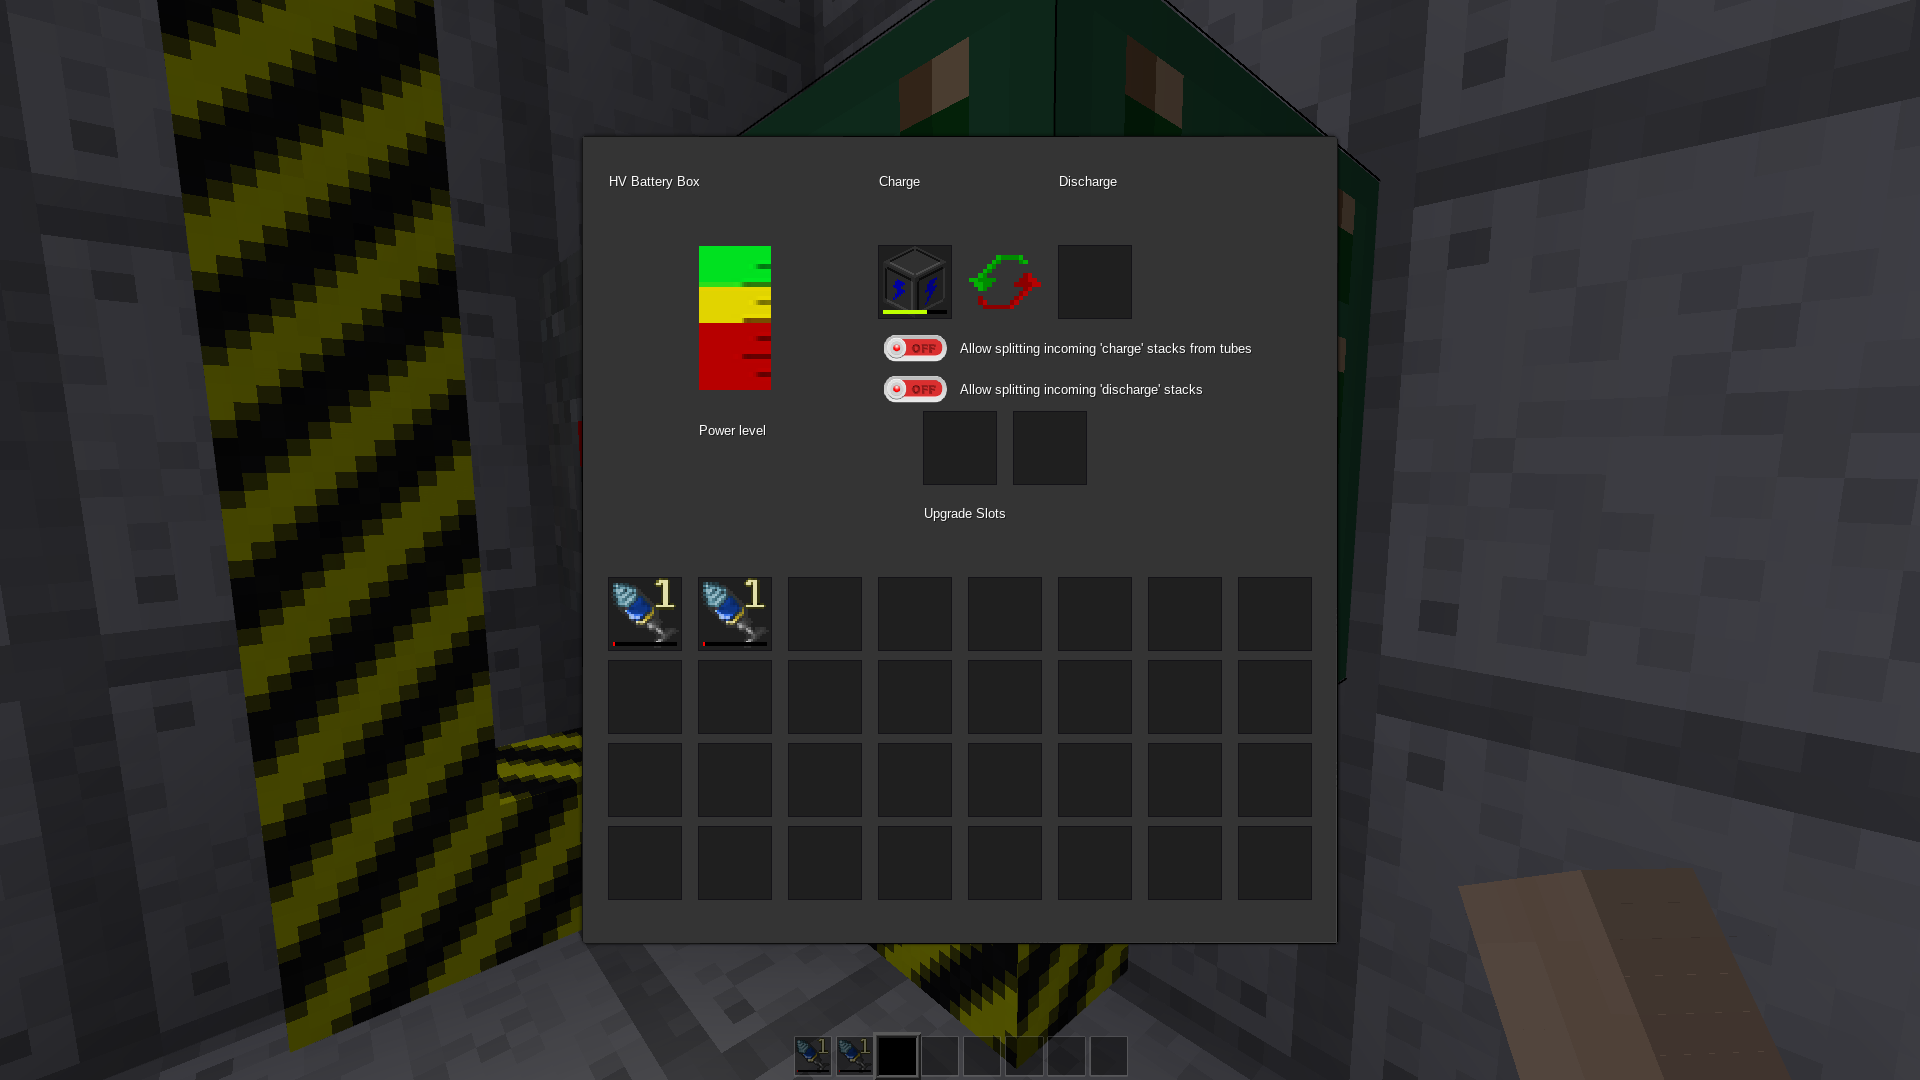 HV Battery Box Charge Discharge
OFF Allow splitting incoming 'charge' stacks from tubes
OFF Allow splitting incoming 'discharge' stacks
Power level
Upgrade Slots
1 1
1 1